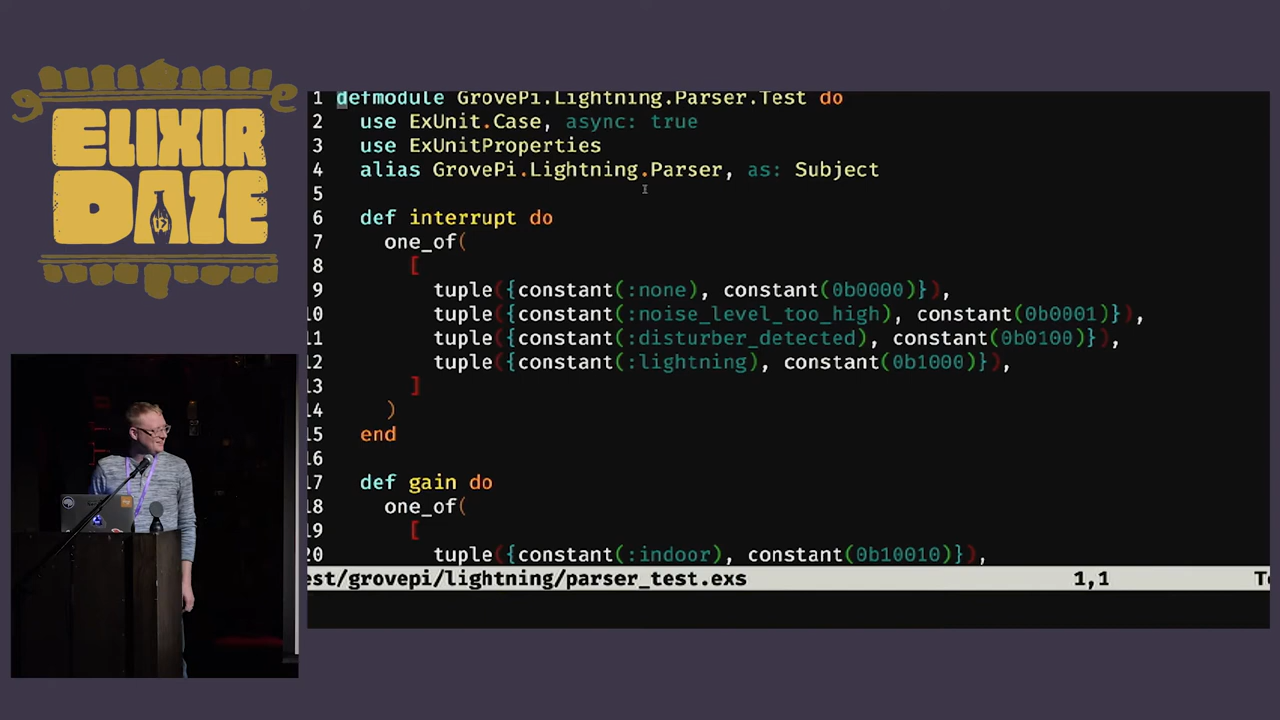 ELIXIR
DAZE
1 defmodule GrovePi.Lightning.Parser.Test do
2 use ExUnit.Case, async: true
3 use ExUnitProperties
4 alias GrovePi.Lightning.Parser, as: Subject
5
6 def interrupt do
7 one_of(
8 [
9 tuple({constant(:none), constant(0b0000)}),
10 tuple({constant(:noise_level_too_high), constant(0b0001)}),
11 tuple({constant(:disturber_detected), constant(0b0100)}),
12 tuple({constant(:lightning), constant(0b1000)}),
13 ]
14 )
15 end
16
17 def gain do
18 one_of(
19 [
20 tuple({constant(:indoor), constant(0b10010)}),
est/grovepi/lightning/parser_test.exs 1,1 T